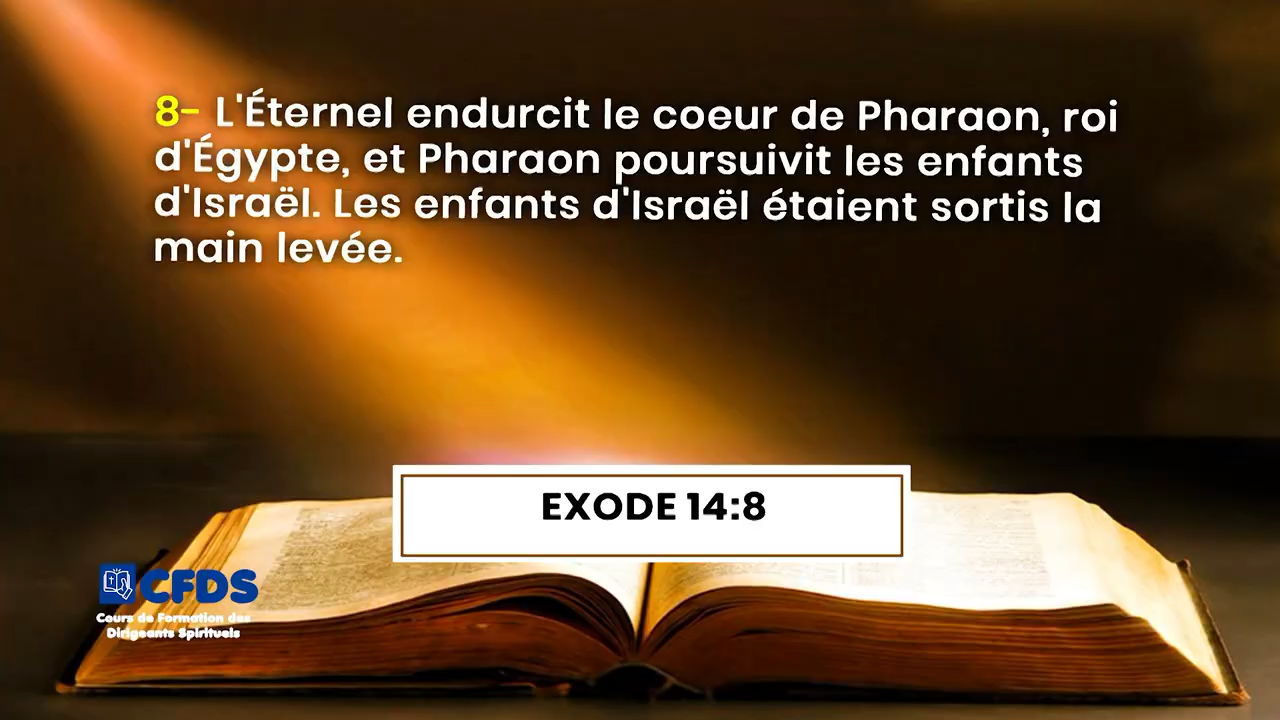 8- L'Éternel endurcit le coeur de Pharaon, roi
d'Égypte, et Pharaon poursuivit les enfants
d'Israël. Les enfants d'Israël étaient sortis la
main levée.
EXODE 14:8
CFDS
Cours de Formation des
Dirigeants Spirituels